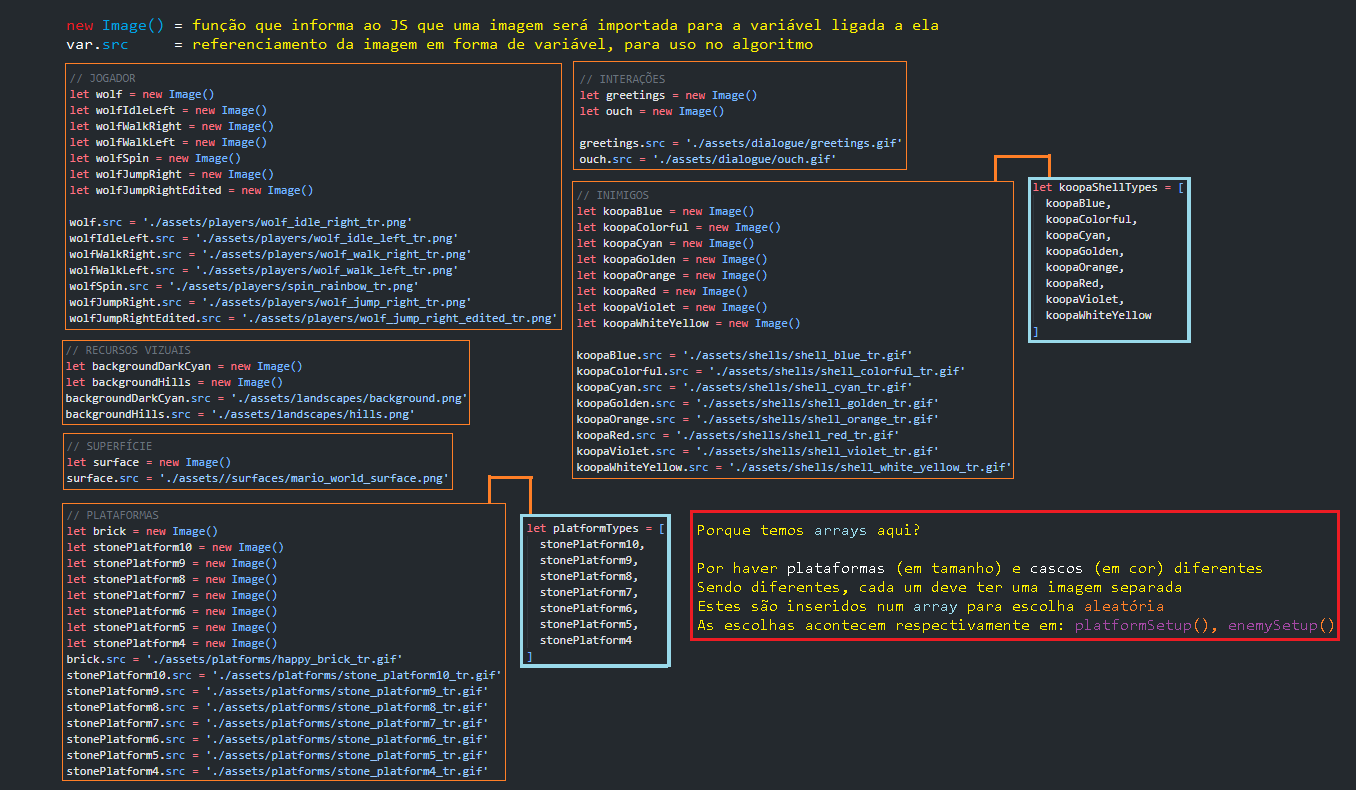 new Image() = função que informa ao JS que uma imagem será importada para a variável ligada a ela
var.src = referenciamento da imagem em forma de variável, para uso no algoritmo
// JOGADOR
let wolf = new Image()
let wolfIdleLeft = new Image()
let wolfWalkRight = new Image()
let wolfWalkLeft = new Image()
let wolfSpin = new Image()
let wolfJumpRight = new Image()
let wolfJumpRightEdited = new Image()
wolf.src = './assets/players/wolf_idle_right_tr.png'
wolfIdleLeft.src = './assets/players/wolf_idle_left_tr.png'
wolfWalkRight.src = './assets/players/wolf_walk_right_tr.png'
wolfWalkLeft.src = './assets/players/wolf_walk_left_tr.png'
wolfSpin.src = './assets/players/spin_rainbow_tr.png'
wolfJumpRight.src = './assets/players/wolf_jump_right_tr.png'
wolfJumpRightEdited.src = './assets/players/wolf_jump_right_edited_tr.png'
// RECURSOS VIZUAIS
let backgroundDarkCyan = new Image()
let backgroundHills = new Image()
backgroundDarkCyan.src = './assets/landscapes/background.png'
backgroundHills.src = './assets/landscapes/hills.png'
// SUPERFÍCIE
let surface = new Image()
surface.src = './assets//surfaces/mario_world_surface.png'
// PLATAFORMAS
let brick = new Image()
let stonePlatform10 = new Image()
let stonePlatform9 = new Image()
let stonePlatform8 = new Image()
let stonePlatform7 = new Image()
let stonePlatform6 = new Image()
let stonePlatform5 = new Image()
let stonePlatform4 = new Image()
brick.src = './assets/platforms/happy_brick_tr.gif'
stonePlatform10.src = './assets/platforms/stone_platform10_tr.gif'
stonePlatform9.src = './assets/platforms/stone_platform9_tr.gif'
stonePlatform8.src = './assets/platforms/stone_platform8_tr.gif'
stonePlatform7.src = './assets/platforms/stone_platform7_tr.gif'
stonePlatform6.src = './assets/platforms/stone_platform6_tr.gif'
stonePlatform5.src = './assets/platforms/stone_platform5_tr.gif'
stonePlatform4.src = './assets/platforms/stone_platform4_tr.gif'
let platformTypes = [
stonePlatform10,
stonePlatform9,
stonePlatform8,
stonePlatform7,
stonePlatform6,
stonePlatform5,
stonePlatform4
]
// INTERAÇÕES
let greetings = new Image()
let ouch = new Image()
greetings.src = './assets/dialogue/greetings.gif'
ouch.src = './assets/dialogue/ouch.gif'
// INIMIGOS
let koopaBlue = new Image()
let koopaColorful = new Image()
let koopaCyan = new Image()
let koopaGolden = new Image()
let koopaOrange = new Image()
let koopaRed = new Image()
let koopaViolet = new Image()
let koopaWhiteYellow = new Image()
koopaBlue.src = './assets/shells/shell_blue_tr.gif'
koopaColorful.src = './assets/shells/shell_colorful_tr.gif'
koopaCyan.src = './assets/shells/shell_cyan_tr.gif'
koopaGolden.src = './assets/shells/shell_golden_tr.gif'
koopaOrange.src = './assets/shells/shell_orange_tr.gif'
koopaRed.src = './assets/shells/shell_red_tr.gif'
koopaViolet.src = './assets/shells/shell_violet_tr.gif'
koopaWhiteYellow.src = './assets/shells/shell_white_yellow_tr.gif'
let koopaShellTypes = [
koopaBlue,
koopaColorful,
koopaCyan,
koopaGolden,
koopaOrange,
koopaRed,
koopaViolet,
koopaWhiteYellow
]
Porque temos arrays aqui?
Por haver plataformas (em tamanho) e cascos (em cor) diferentes
Sendo diferentes, cada um deve ter uma imagem separada
Estes são inseridos num array para escolha aleatória
As escolhas acontecem respectivamente em: platformSetup(), enemySetup()